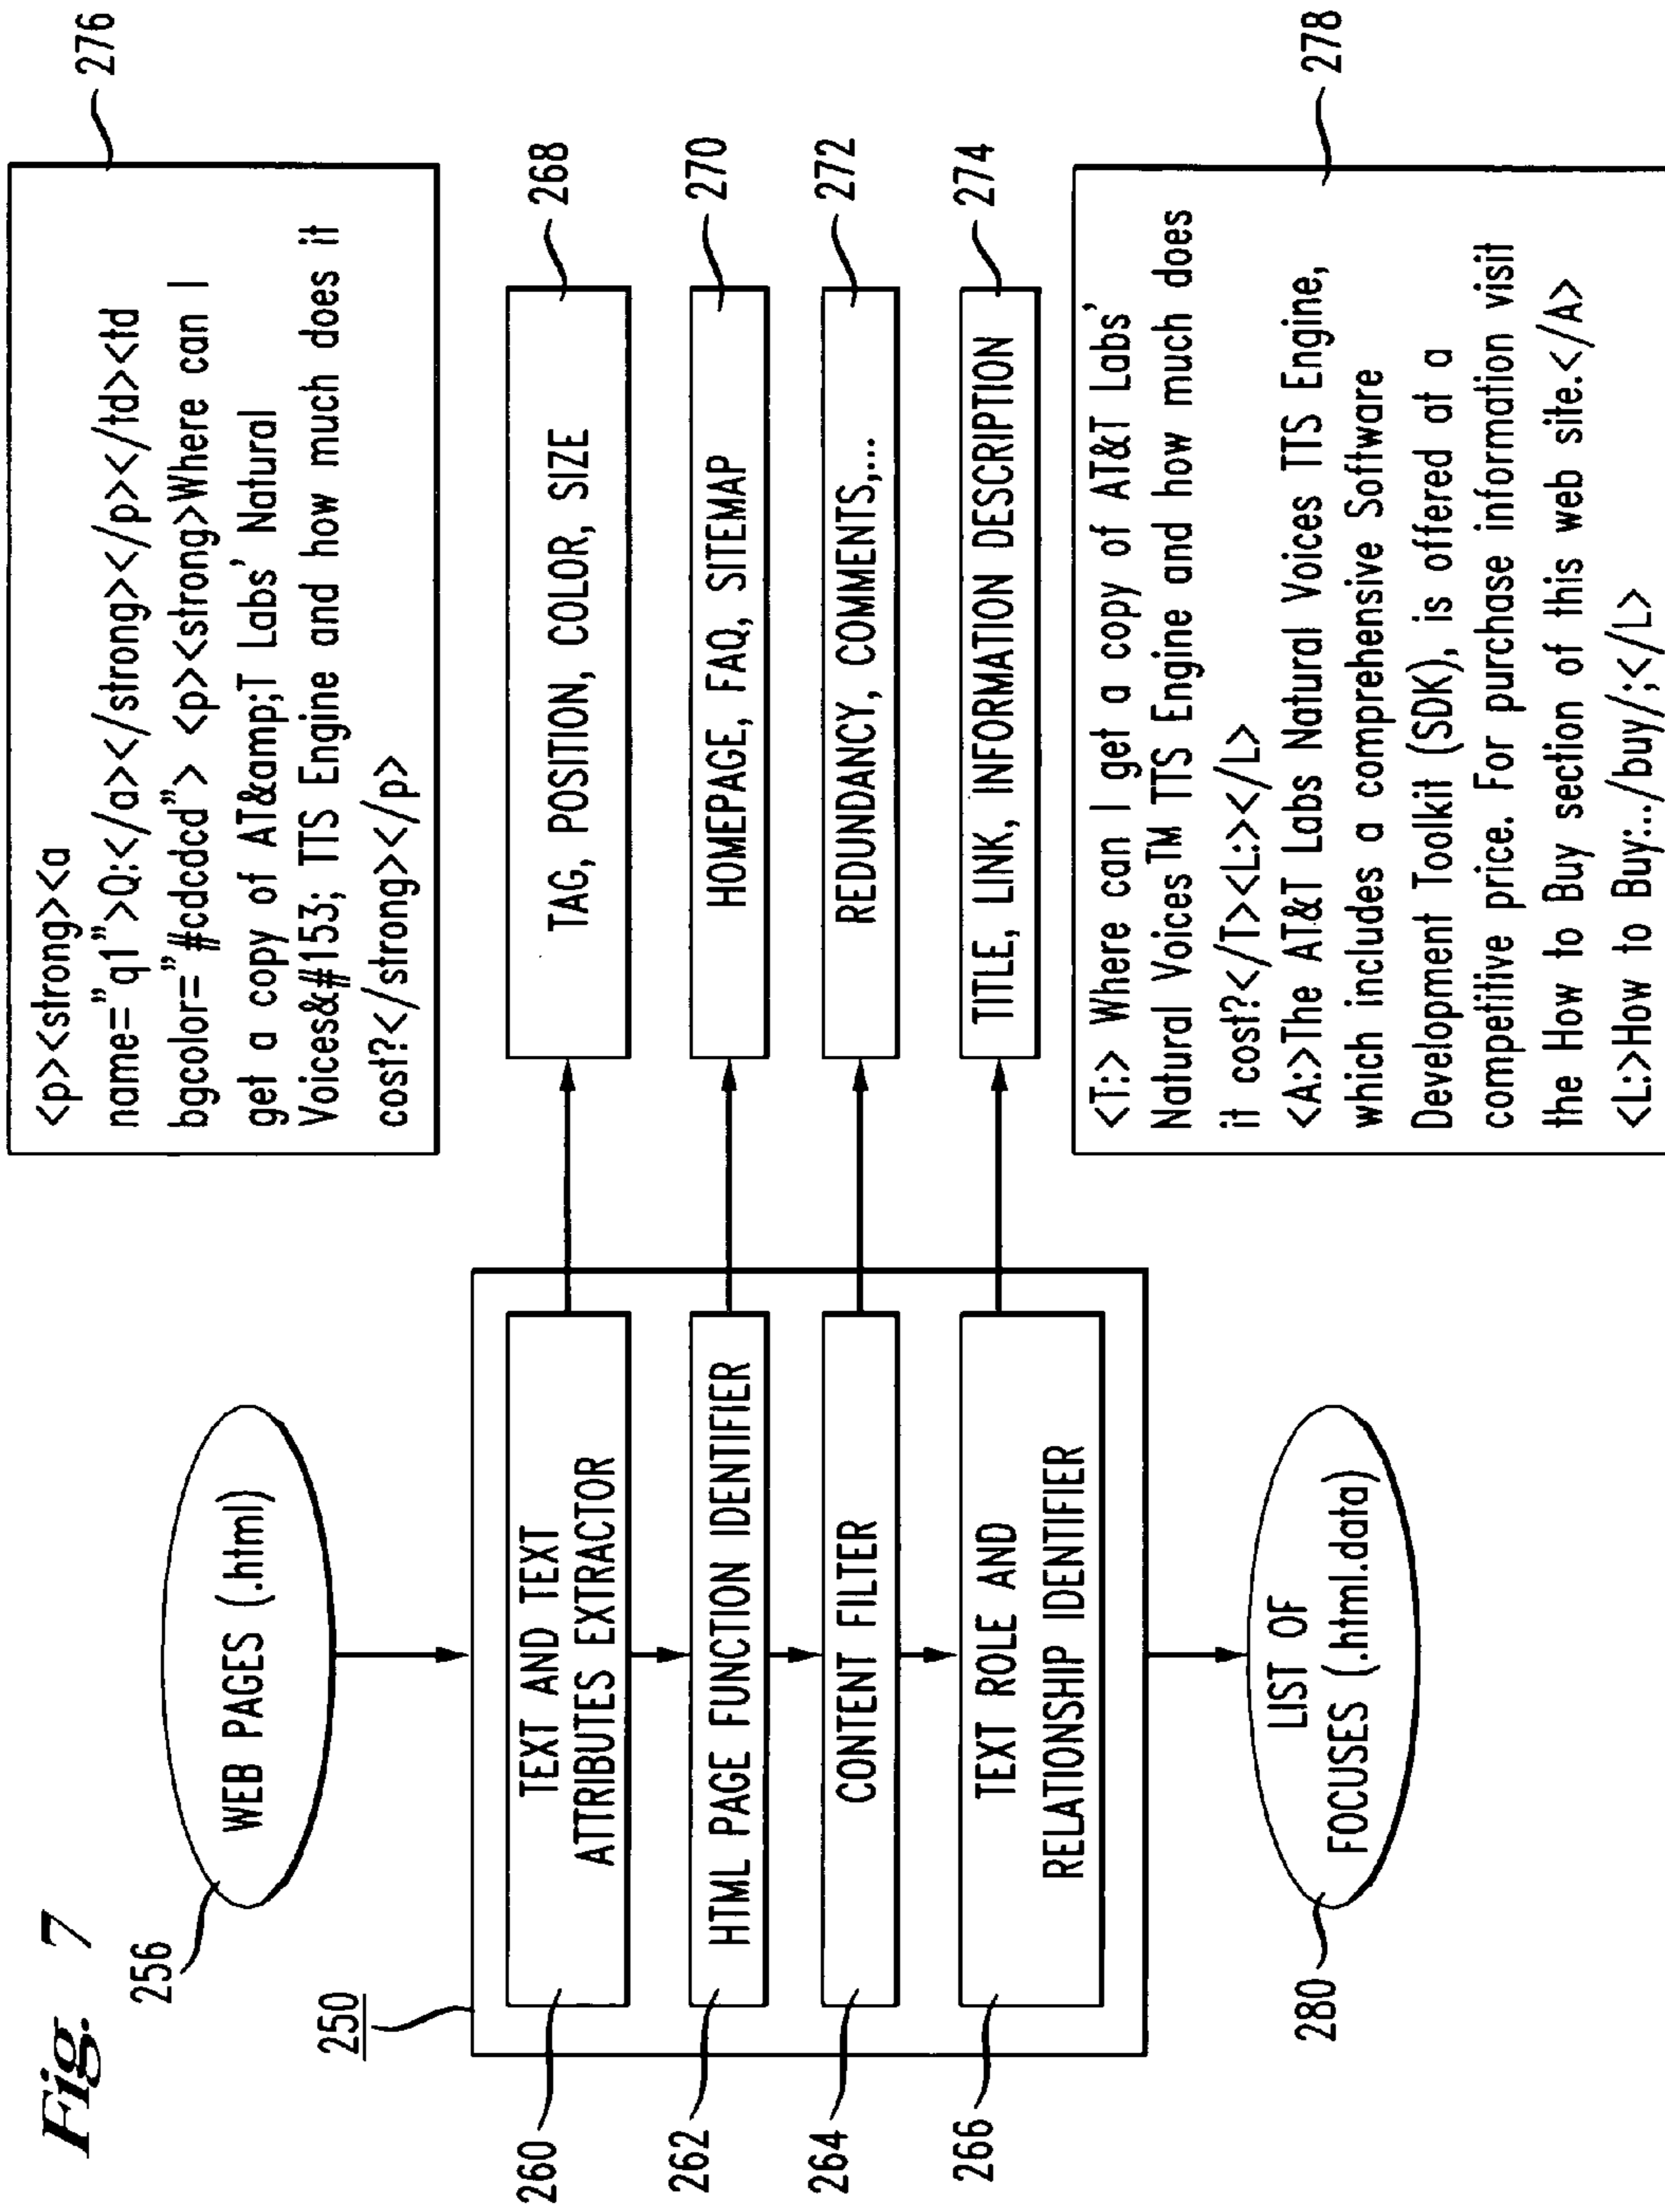 Fig. 7
256
WEB PAGES (.html)
250
260
TEXT AND TEXT
ATTRIBUTES EXTRACTOR
262
HTML PAGE FUNCTION IDENTIFIER
264
CONTENT FILTER
266
TEXT ROLE AND
RELATIONSHIP IDENTIFIER
280
LIST OF
FOCUSES (.html.data)
276
<p><strong><a
name="q1">Q:</a></strong></p></td><td
bgcolor="#cdcdcd"> <p><strong>Where can I
get a copy of AT&amp;T Labs' Natural
Voices&#153; TTS Engine and how much does it
cost?</strong></p>
268
TAG, POSITION, COLOR, SIZE
270
HOMEPAGE, FAQ, SITEMAP
272
REDUNDANCY, COMMENTS,...
274
TITLE, LINK, INFORMATION DESCRIPTION
278
<T:> Where can I get a copy of AT&T Labs'
Natural Voices™ TTS Engine and how much does
it cost?</T><L:></L>
<A:>The AT&T Labs Natural Voices TTS Engine,
which includes a comprehensive Software
Development Toolkit (SDK), is offered at a
competitive price. For purchase information visit
the How to Buy section of this web site.</A>
<L:>How to Buy:../buy/;</L>